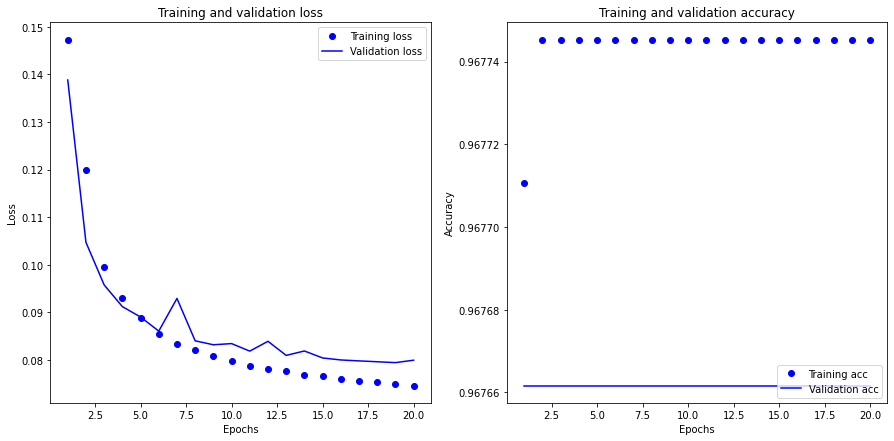 Training and validation loss
0.15
0.14
0.13
0.12
0.11
0.10
0.09
0.08
Loss
2.5 5.0 7.5 10.0 12.5 15.0 17.5 20.0
Epochs
Training loss
Validation loss
Training and validation accuracy
0.96774
0.96772
0.96770
0.96768
0.96766
Accuracy
2.5 5.0 7.5 10.0 12.5 15.0 17.5 20.0
Epochs
Training acc
Validation acc